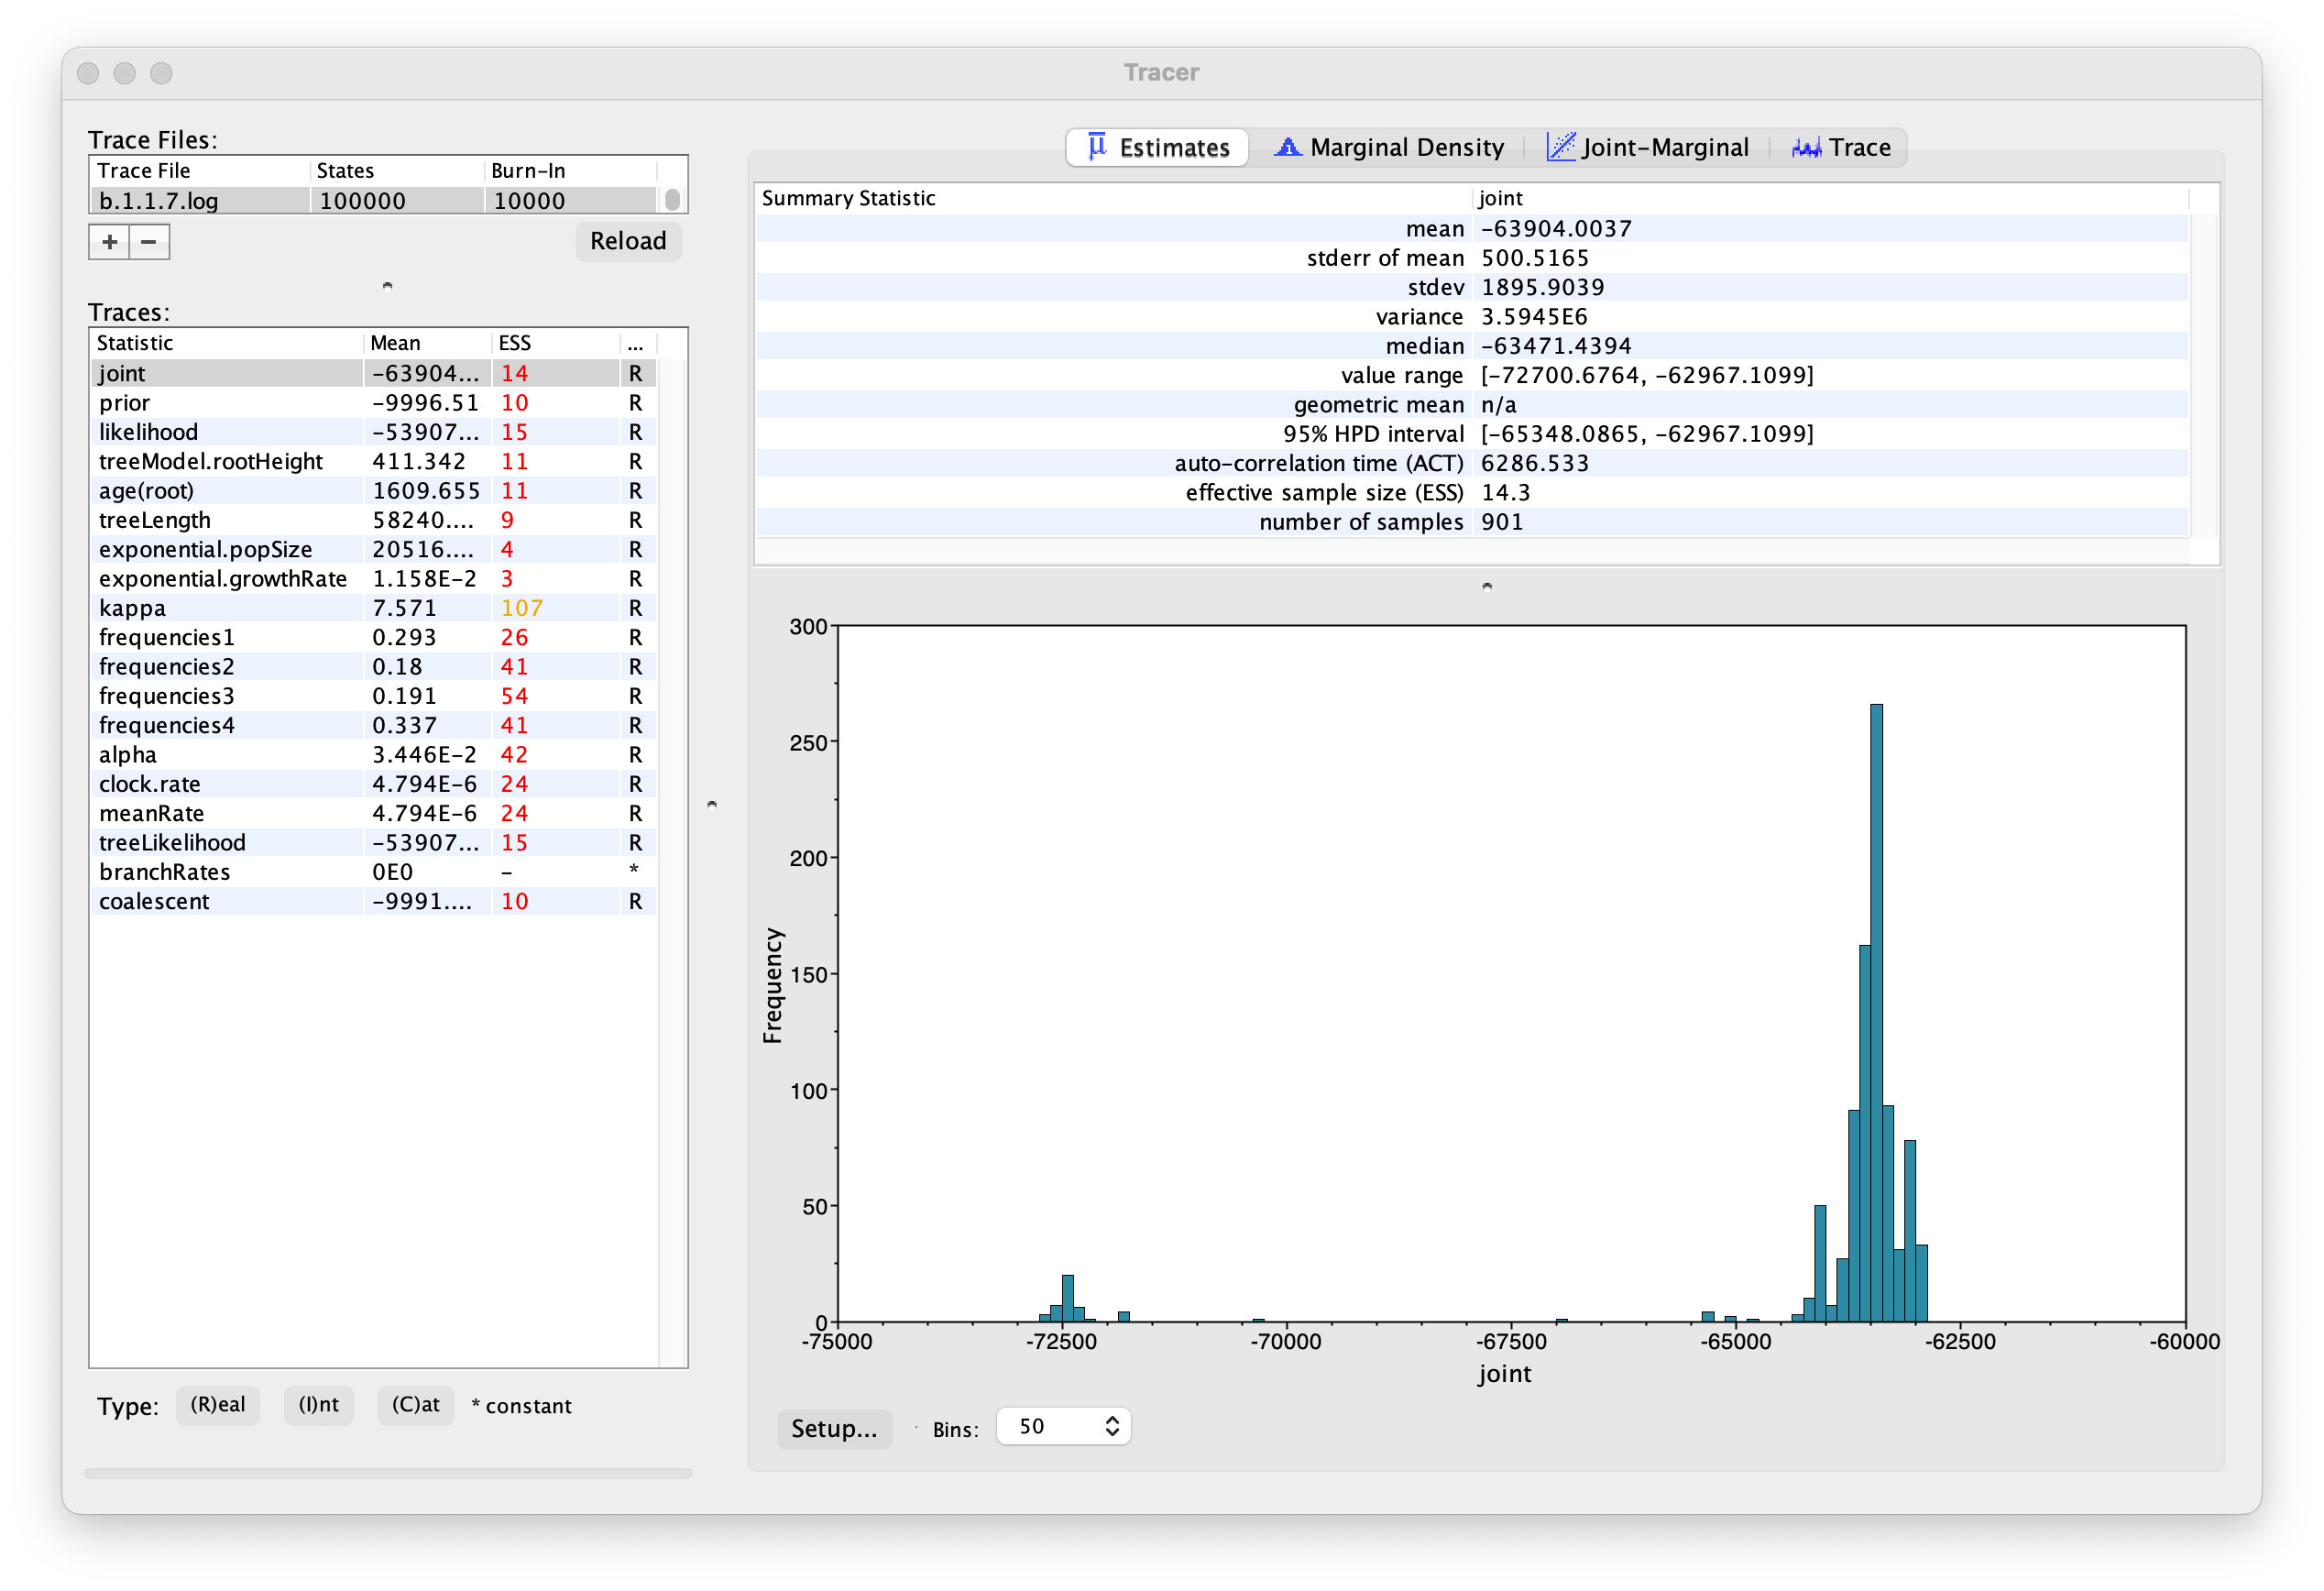 Tracer
Trace Files:
Trace File States Burn-In
b.1.1.7.log 100000 10000
+ −
Reload
Traces:
Statistic Mean ESS ...
joint -63904... 14 R
prior -9996.51 10 R
likelihood -53907... 15 R
treeModel.rootHeight 411.342 11 R
age(root) 1609.655 11 R
treeLength 58240.... 9 R
exponential.popSize 20516.... 4 R
exponential.growthRate 1.158E-2 3 R
kappa 7.571 107 R
frequencies1 0.293 26 R
frequencies2 0.18 41 R
frequencies3 0.191 54 R
frequencies4 0.337 41 R
alpha 3.446E-2 42 R
clock.rate 4.794E-6 24 R
meanRate 4.794E-6 24 R
treeLikelihood -53907... 15 R
branchRates 0E0 - *
coalescent -9991.... 10 R
Type: (R)eal (I)nt (C)at * constant
Estimates Marginal Density Joint-Marginal Trace
Summary Statistic joint
mean -63904.0037
stderr of mean 500.5165
stdev 1895.9039
variance 3.5945E6
median -63471.4394
value range [-72700.6764, -62967.1099]
geometric mean n/a
95% HPD interval [-65348.0865, -62967.1099]
auto-correlation time (ACT) 6286.533
effective sample size (ESS) 14.3
number of samples 901
300
250
200
150
100
50
0
Frequency
-75000 -72500 -70000 -67500 -65000 -62500 -60000
joint
Setup... Bins: 50